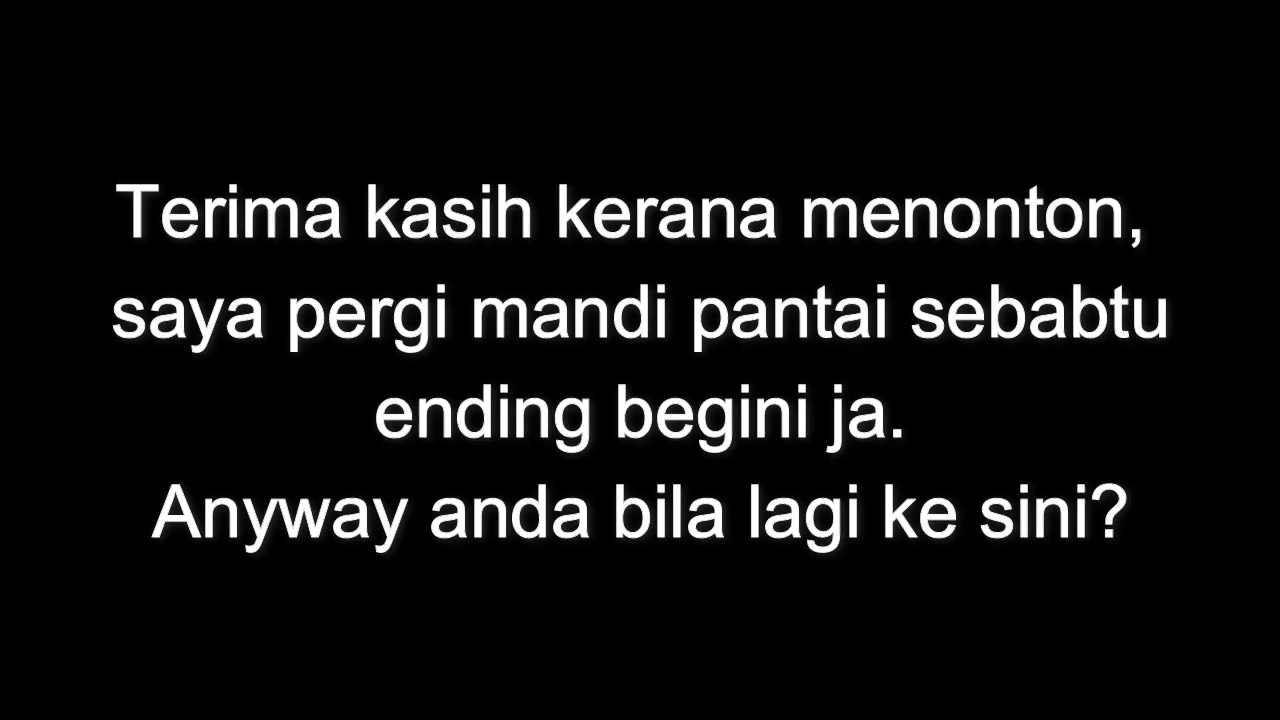 Terima kasih kerana menonton,
saya pergi mandi pantai sebabtu
ending begini ja.
Anyway anda bila lagi ke sini?